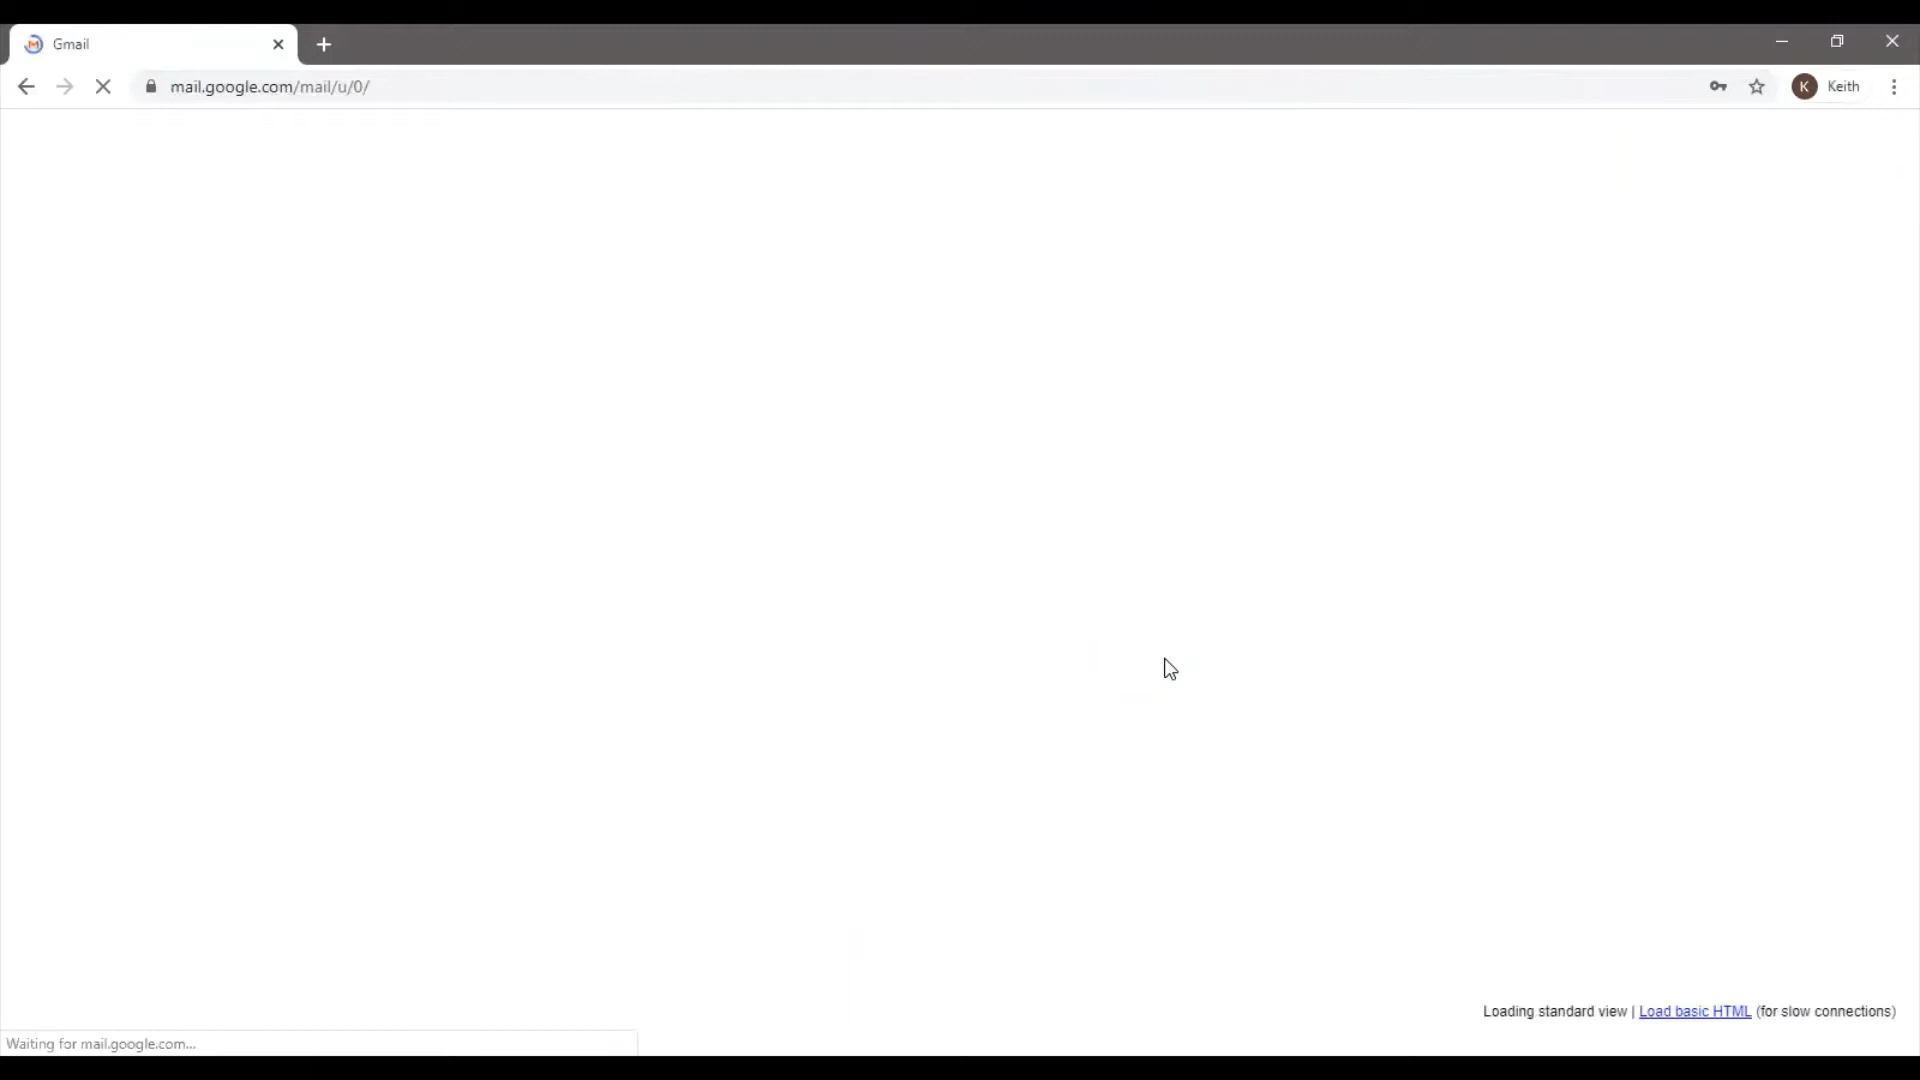 Gmail
mail.google.com/mail/u/0/
K Keith
Loading standard view | Load basic HTML (for slow connections)
Waiting for mail.google.com...